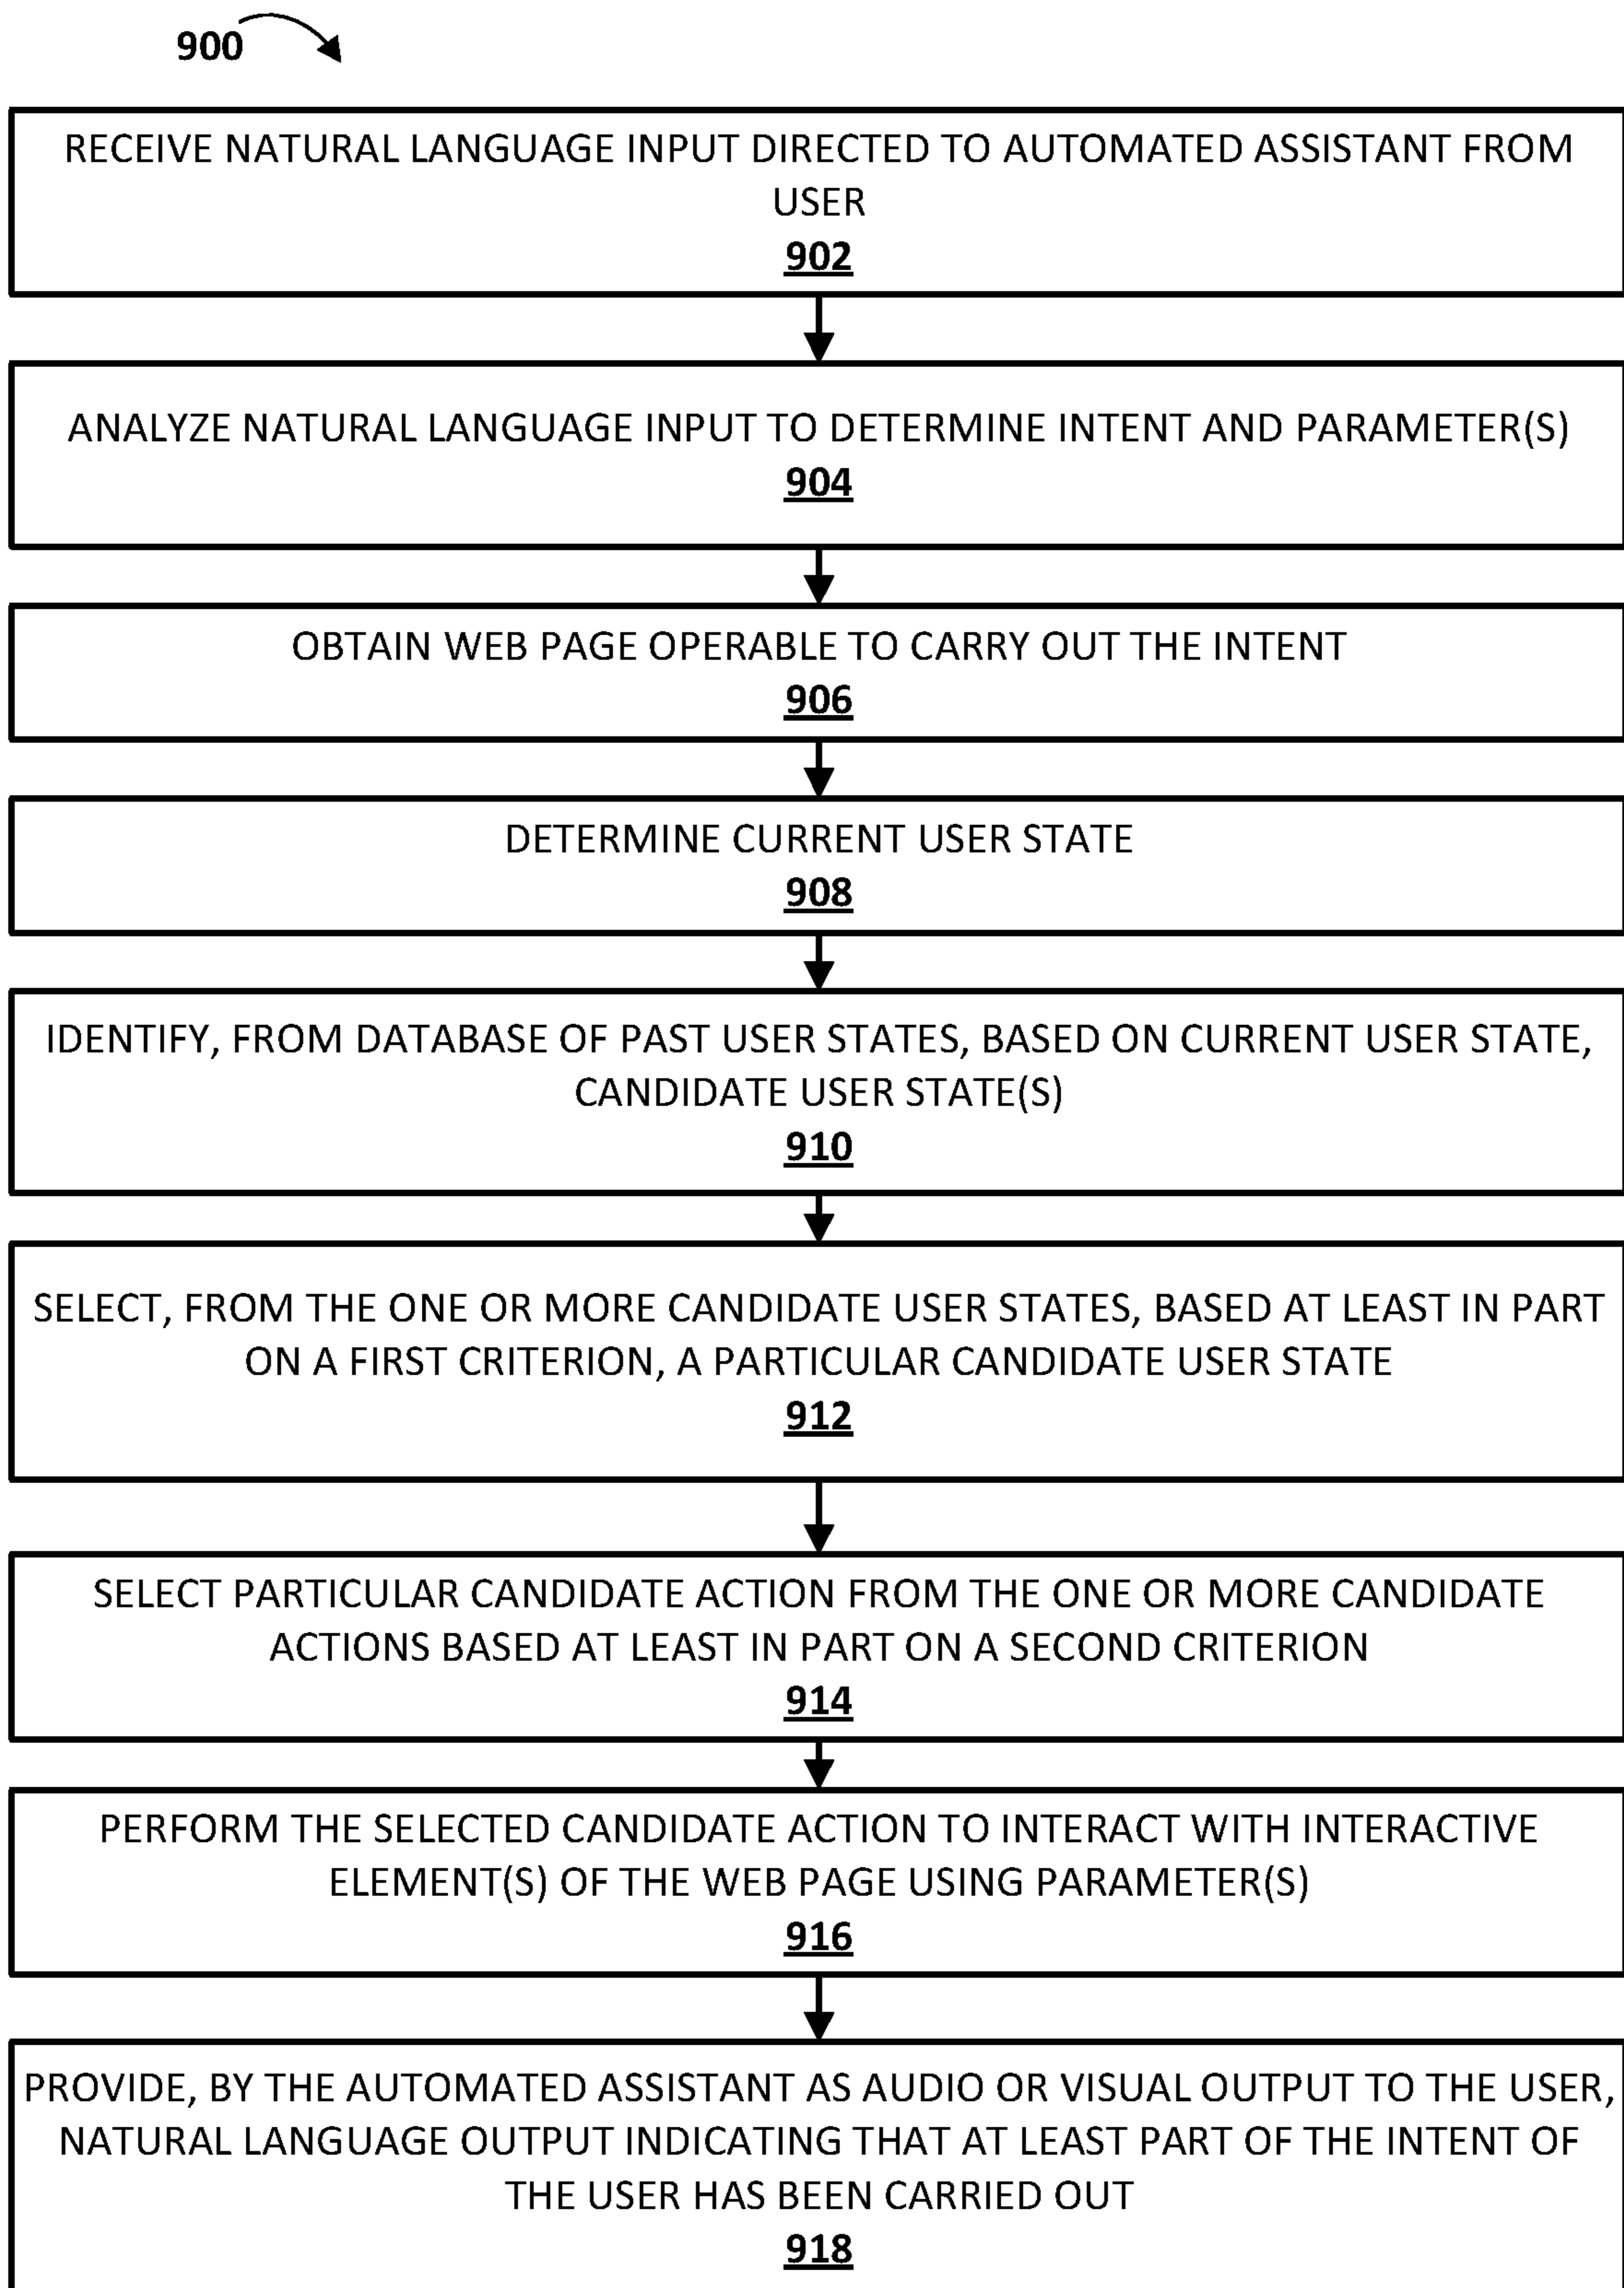 900
RECEIVE NATURAL LANGUAGE INPUT DIRECTED TO AUTOMATED ASSISTANT FROM
USER
902
ANALYZE NATURAL LANGUAGE INPUT TO DETERMINE INTENT AND PARAMETER(S)
904
OBTAIN WEB PAGE OPERABLE TO CARRY OUT THE INTENT
906
DETERMINE CURRENT USER STATE
908
IDENTIFY, FROM DATABASE OF PAST USER STATES, BASED ON CURRENT USER STATE,
CANDIDATE USER STATE(S)
910
SELECT, FROM THE ONE OR MORE CANDIDATE USER STATES, BASED AT LEAST IN PART
ON A FIRST CRITERION, A PARTICULAR CANDIDATE USER STATE
912
SELECT PARTICULAR CANDIDATE ACTION FROM THE ONE OR MORE CANDIDATE
ACTIONS BASED AT LEAST IN PART ON A SECOND CRITERION
914
PERFORM THE SELECTED CANDIDATE ACTION TO INTERACT WITH INTERACTIVE
ELEMENT(S) OF THE WEB PAGE USING PARAMETER(S)
916
PROVIDE, BY THE AUTOMATED ASSISTANT AS AUDIO OR VISUAL OUTPUT TO THE USER,
NATURAL LANGUAGE OUTPUT INDICATING THAT AT LEAST PART OF THE INTENT OF
THE USER HAS BEEN CARRIED OUT
918